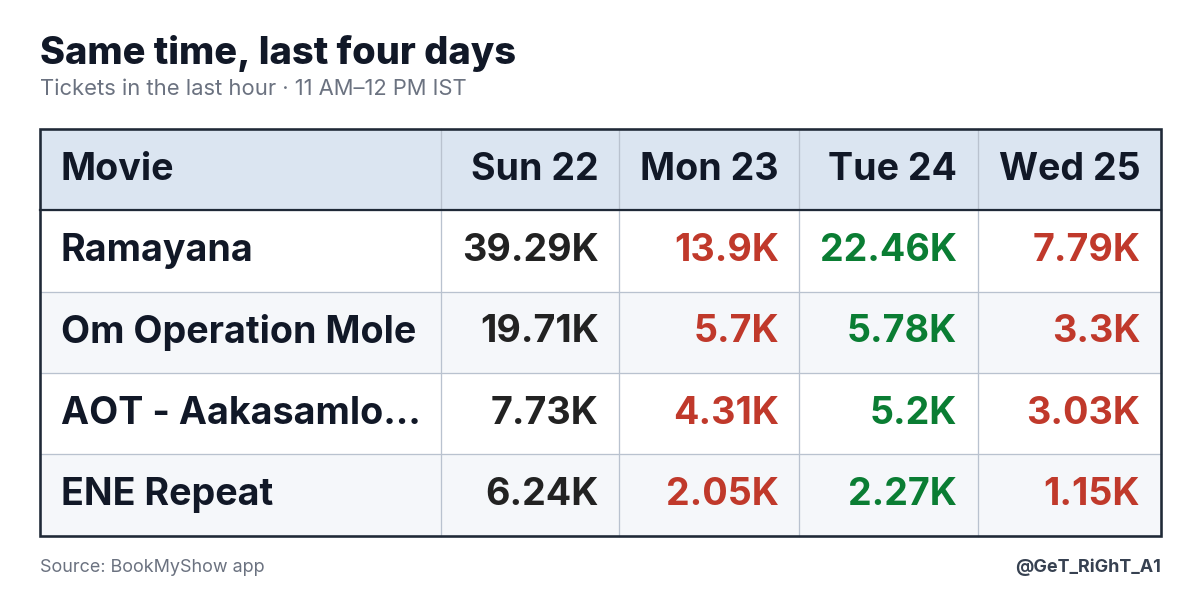 Same time, last four days
Tickets in the last hour · 11 AM–12 PM IST
Movie Sun 22 Mon 23 Tue 24 Wed 25
Ramayana 39.29K 13.9K 22.46K 7.79K
Om Operation Mole 19.71K 5.7K 5.78K 3.3K
AOT - Aakasamlo... 7.73K 4.31K 5.2K 3.03K
ENE Repeat 6.24K 2.05K 2.27K 1.15K
Source: BookMyShow app @GeT_RiGhT_A1